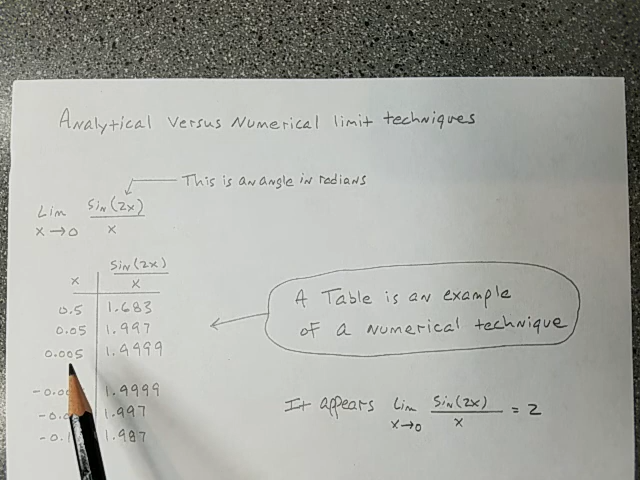 Analytical Versus Numerical limit techniques
This is an angle in radians
Lim Sin(2x)
x→0 x
x Sin(2x)
x
0.5 1.683
0.05 1.997
0.005 1.9999
1.9999
1.997
1.987
A Table is an example
of a numerical technique
It appears Lim Sin(2x) = 2
x→0 x